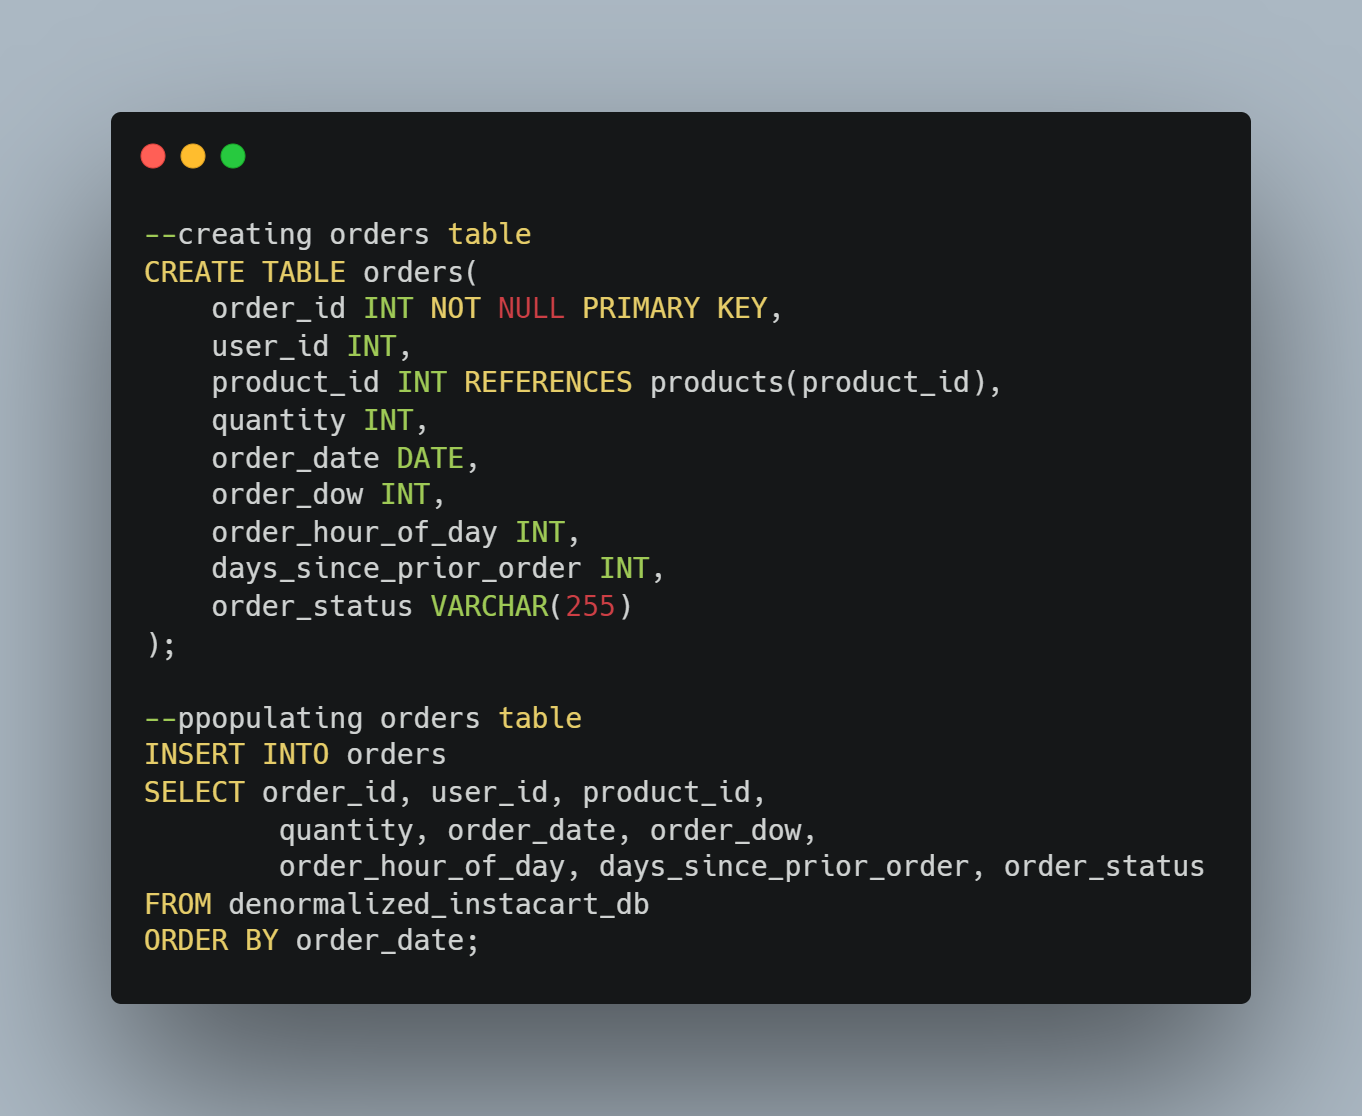 --creating orders table
CREATE TABLE orders(
    order_id INT NOT NULL PRIMARY KEY,
    user_id INT,
    product_id INT REFERENCES products(product_id),
    quantity INT,
    order_date DATE,
    order_dow INT,
    order_hour_of_day INT,
    days_since_prior_order INT,
    order_status VARCHAR(255)
);

--ppopulating orders table
INSERT INTO orders
SELECT order_id, user_id, product_id,
        quantity, order_date, order_dow,
        order_hour_of_day, days_since_prior_order, order_status
FROM denormalized_instacart_db
ORDER BY order_date;